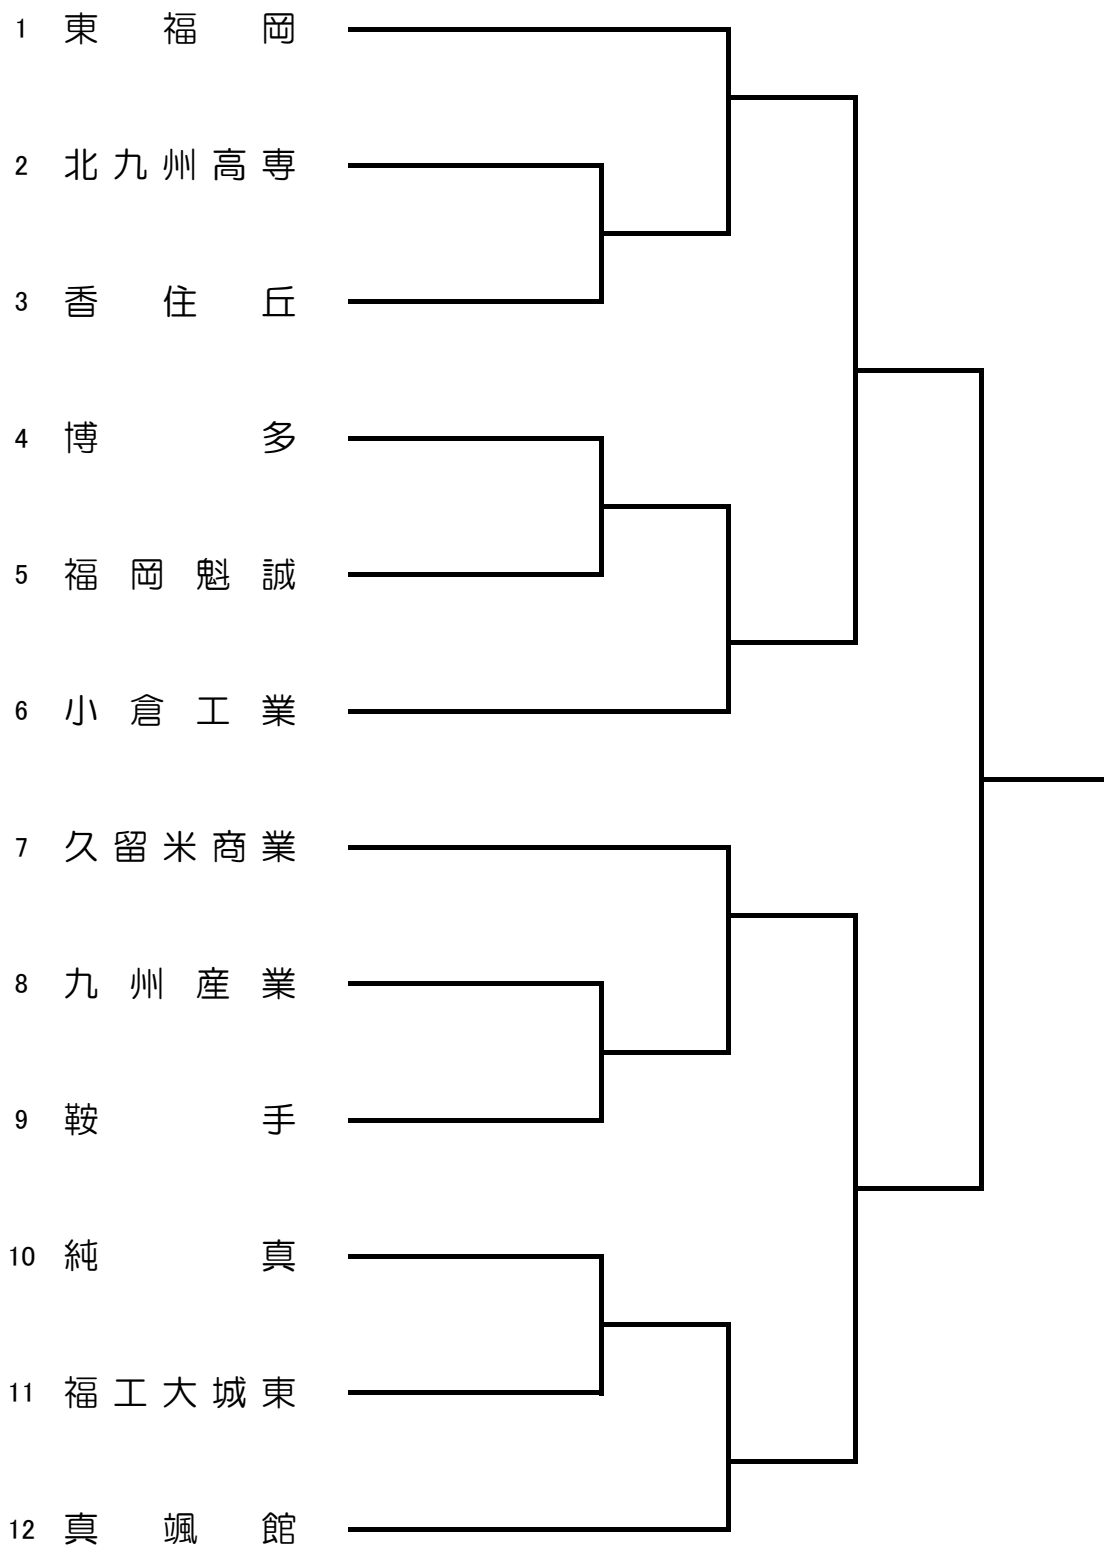 1 東福岡
2 北九州高専
3 香住丘
4 博多
5 福岡魁誠
6 小倉工業
7 久留米商業
8 九州産業
9 鞍手
10 純真
11 福工大城東
12 真颯館